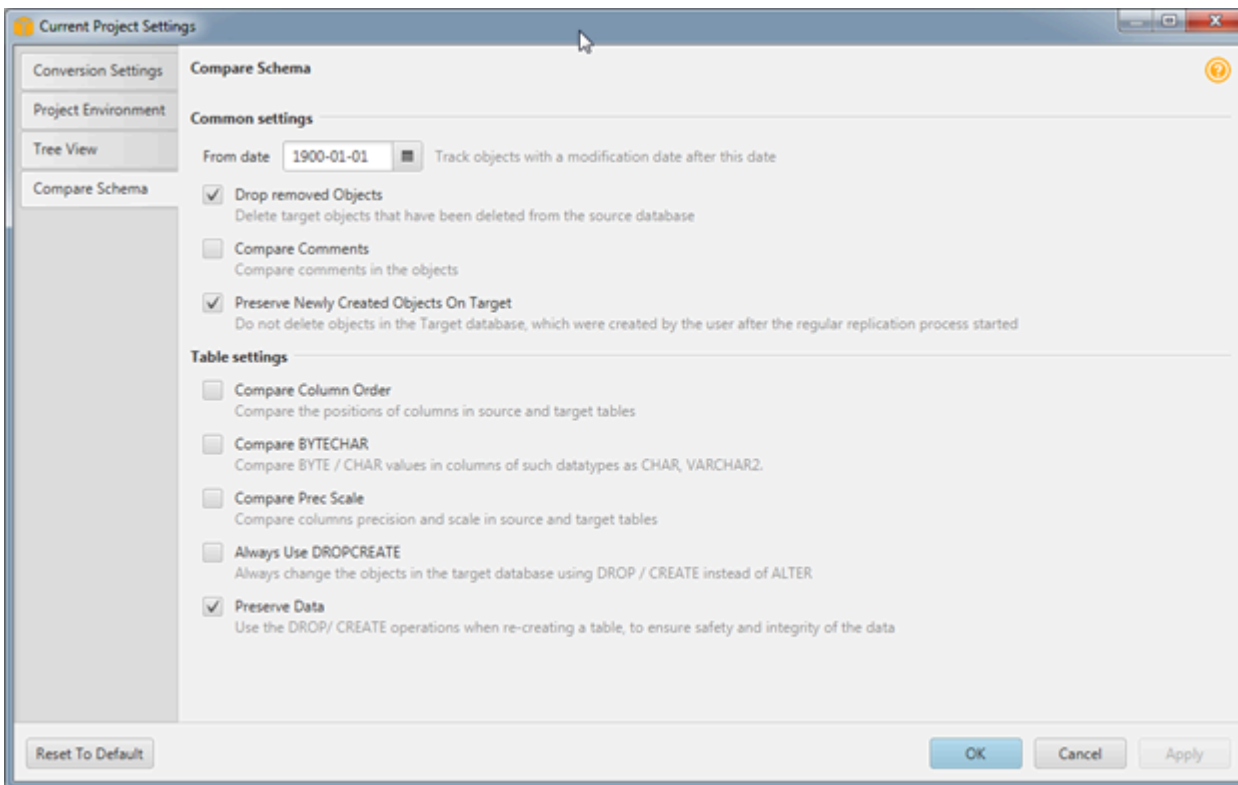 Current Project Settings
Conversion Settings
Project Environment
Tree View
Compare Schema
Compare Schema
Common settings
From date 1900-01-01 Track objects with a modification date after this date
Drop removed Objects
Delete target objects that have been deleted from the source database
Compare Comments
Compare comments in the objects
Preserve Newly Created Objects On Target
Do not delete objects in the Target database, which were created by the user after the regular replication process started
Table settings
Compare Column Order
Compare the positions of columns in source and target tables
Compare BYTECHAR
Compare BYTE / CHAR values in columns of such datatypes as CHAR, VARCHAR2.
Compare Prec Scale
Compare columns precision and scale in source and target tables
Always Use DROPCREATE
Always change the objects in the target database using DROP / CREATE instead of ALTER
Preserve Data
Use the DROP/ CREATE operations when re-creating a table, to ensure safety and integrity of the data
Reset To Default OK Cancel Apply